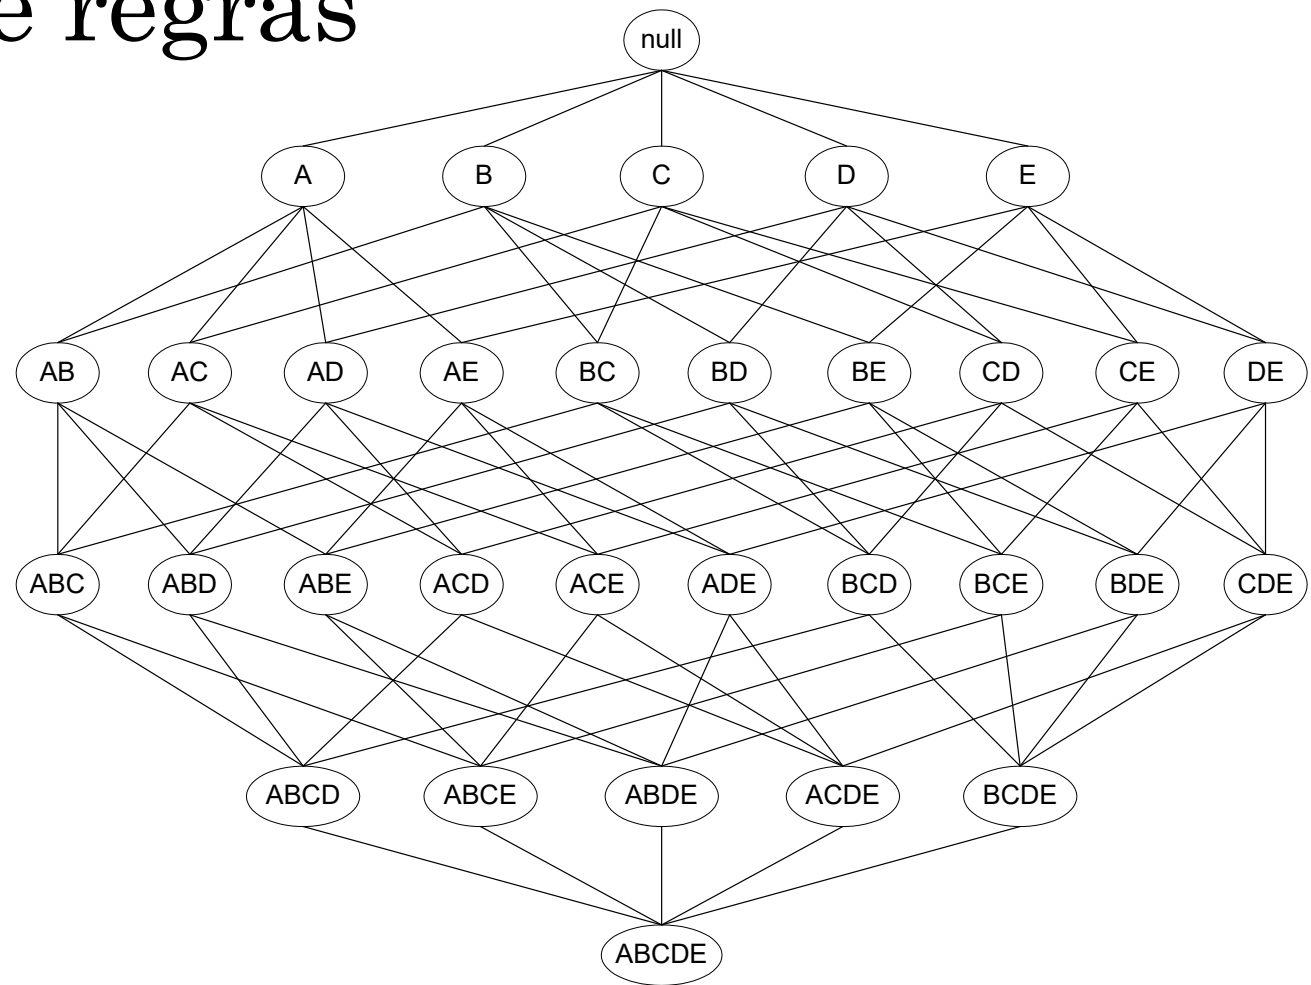 e regras
null
A B C D E
AB AC AD AE BC BD BE CD CE DE
ABC ABD ABE ACD ACE ADE BCD BCE BDE CDE
ABCD ABCE ABDE ACDE BCDE
ABCDE